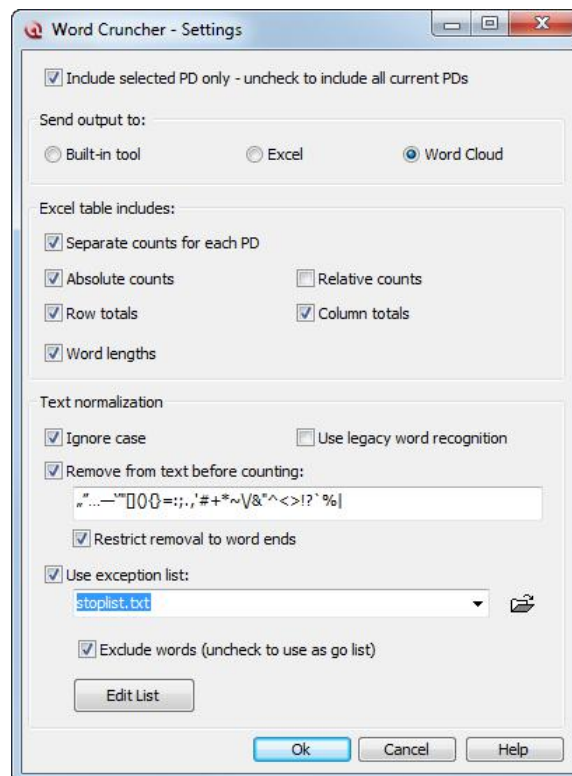 Word Cruncher - Settings
Include selected PD only - uncheck to include all current PDs
Send output to:
Built-in tool Excel Word Cloud
Excel table includes:
Separate counts for each PD
Absolute counts Relative counts
Row totals Column totals
Word lengths
Text normalization
Ignore case Use legacy word recognition
Remove from text before counting:
„“…—“”"[](){}=:;.,'#+*~\/&"^<>!?`%|
Restrict removal to word ends
Use exception list:
stoplist.txt
Exclude words (uncheck to use as go list)
Edit List
Ok Cancel Help